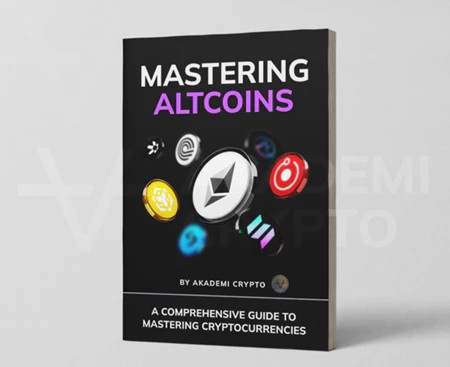 MASTERING
ALTCOINS
BY AKADEMI CRYPTO
A COMPREHENSIVE GUIDE TO
MASTERING CRYPTOCURRENCIES